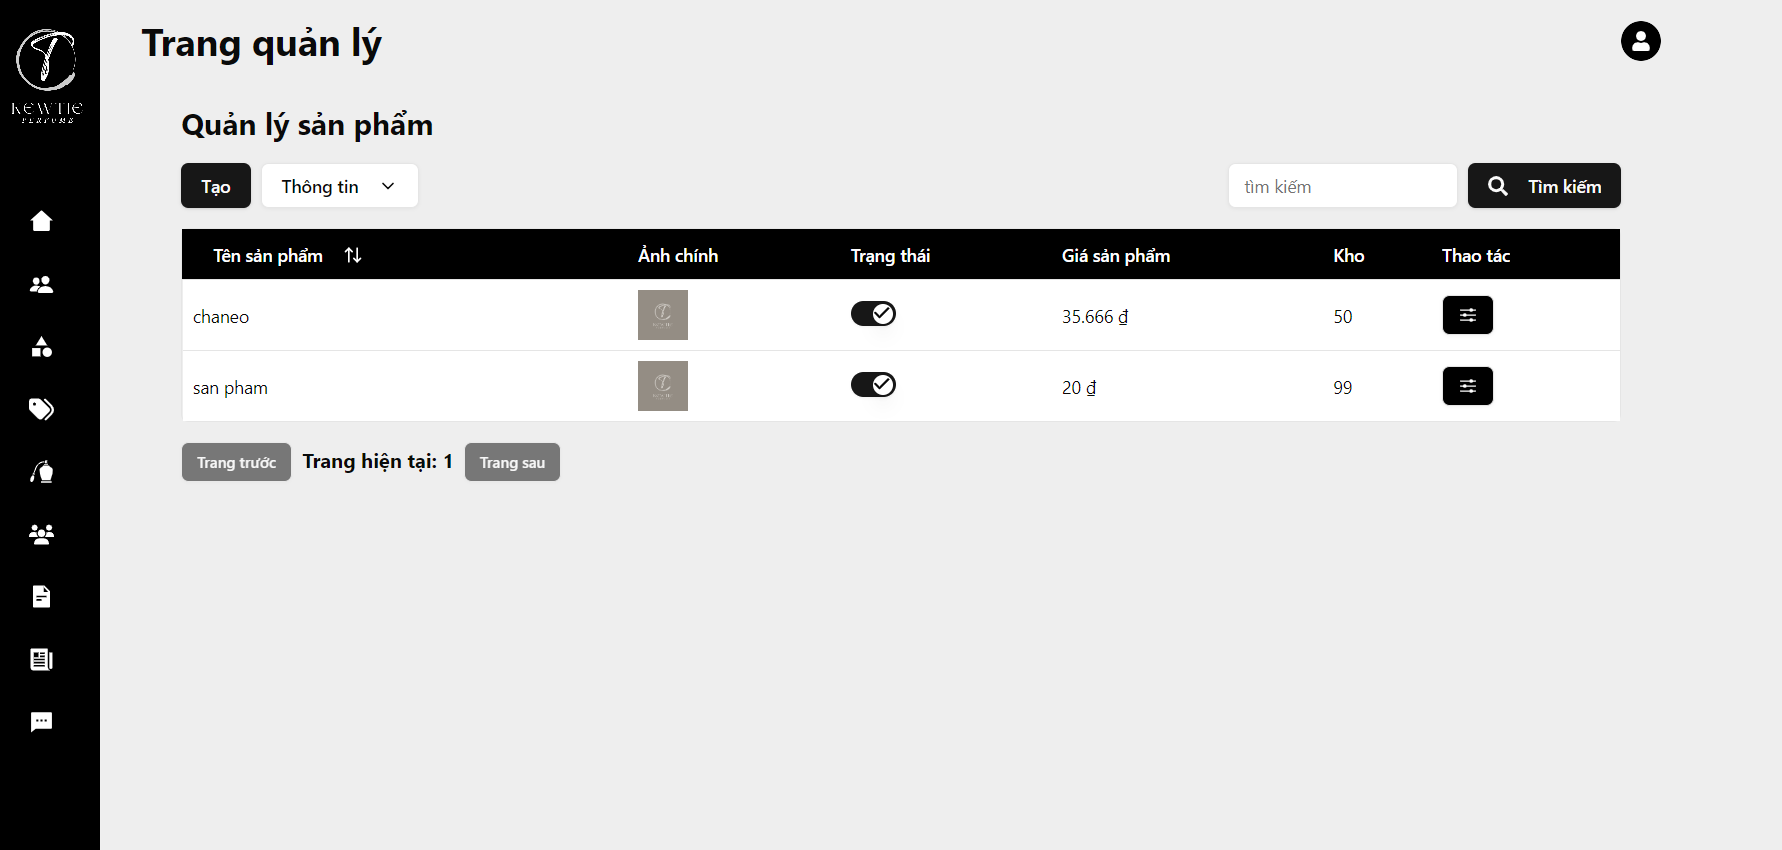 Trang quản lý
KEWTIE
PERFUME
Quản lý sản phẩm
Tạo
Thông tin
tìm kiếm
Tìm kiếm
Tên sản phẩm Ảnh chính Trạng thái Giá sản phẩm Kho Thao tác
chaneo 35.666 ₫ 50
san pham 20 ₫ 99
Trang trước Trang hiện tại: 1 Trang sau